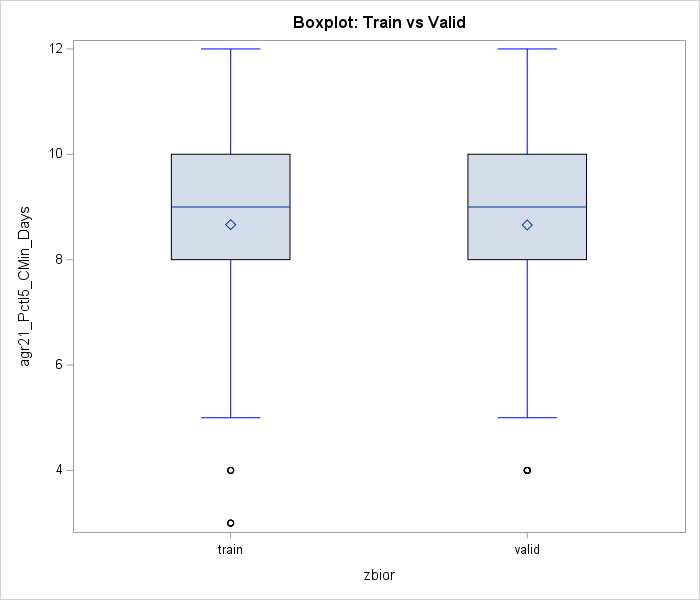 Boxplot: Train vs Valid
agr21_Pctl5_CMin_Days
12
10
8
6
4
train
valid
zbior